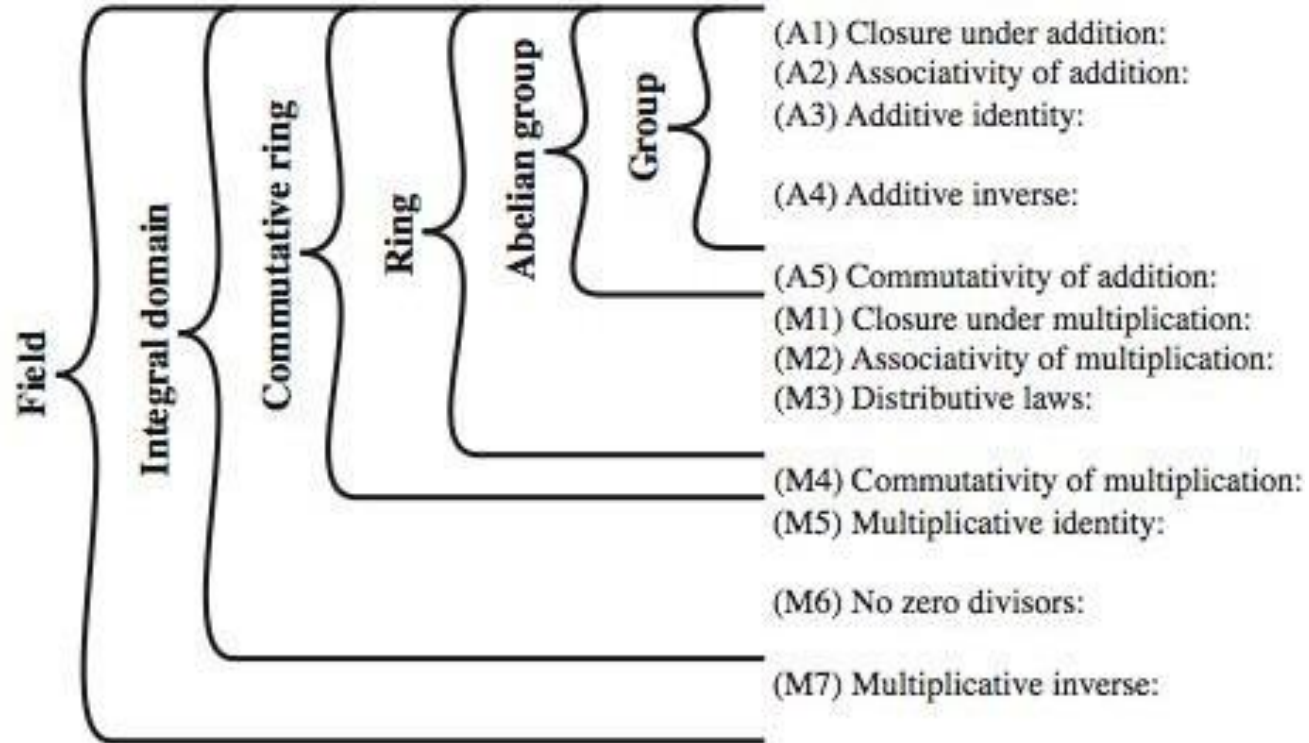 Field
Integral domain
Commutative ring
Ring
Abelian group
Group
(A1) Closure under addition:
(A2) Associativity of addition:
(A3) Additive identity:
(A4) Additive inverse:
(A5) Commutativity of addition:
(M1) Closure under multiplication:
(M2) Associativity of multiplication:
(M3) Distributive laws:
(M4) Commutativity of multiplication:
(M5) Multiplicative identity:
(M6) No zero divisors:
(M7) Multiplicative inverse: